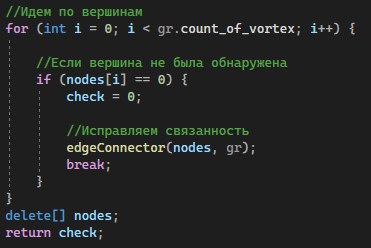 //Идем по вершинам
for (int i = 0; i < gr.count_of_vortex; i++) {
//Если вершина не была обнаружена
if (nodes[i] == 0) {
check = 0;
//Исправляем связанность
edgeConnector(nodes, gr);
break;
}
}
delete[] nodes;
return check;